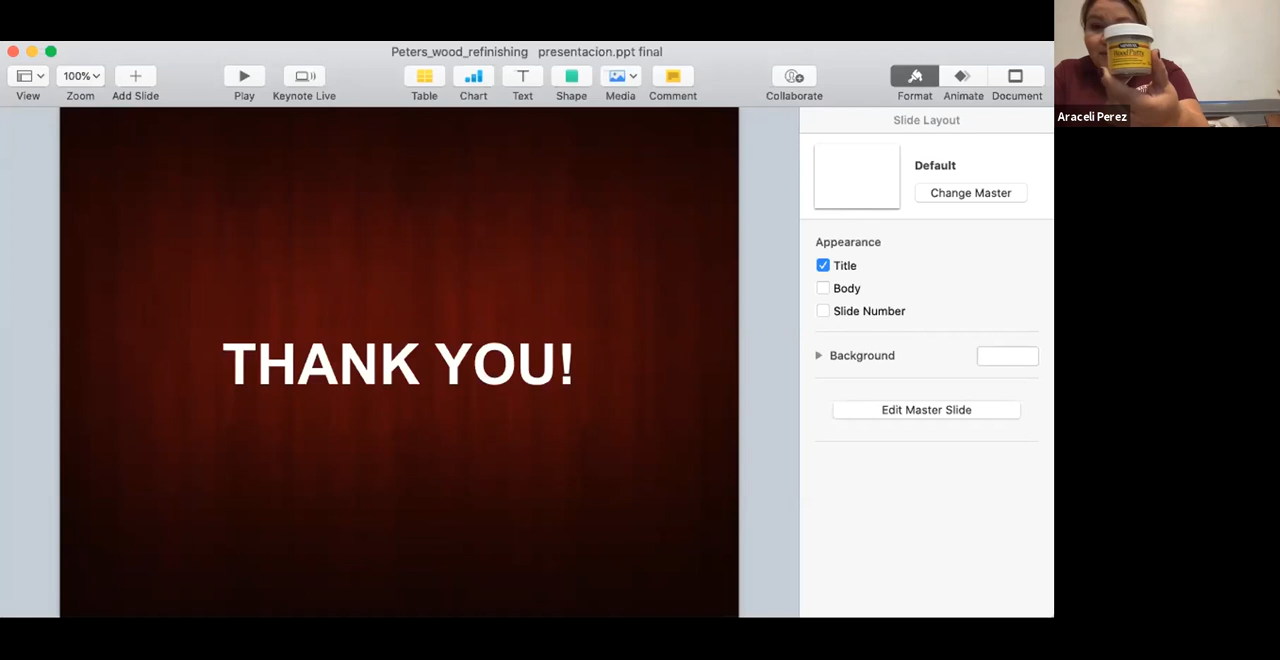 Peters_wood_refinishing presentacion.ppt final
100%
View
Zoom
Add Slide
Play
Keynote Live
Table
Chart
Text
Shape
Media
Comment
Collaborate
Format
Animate
Document
THANK YOU!
Slide Layout
Default
Change Master
Appearance
Title
Body
Slide Number
Background
Edit Master Slide
Wood Putty
Araceli Perez